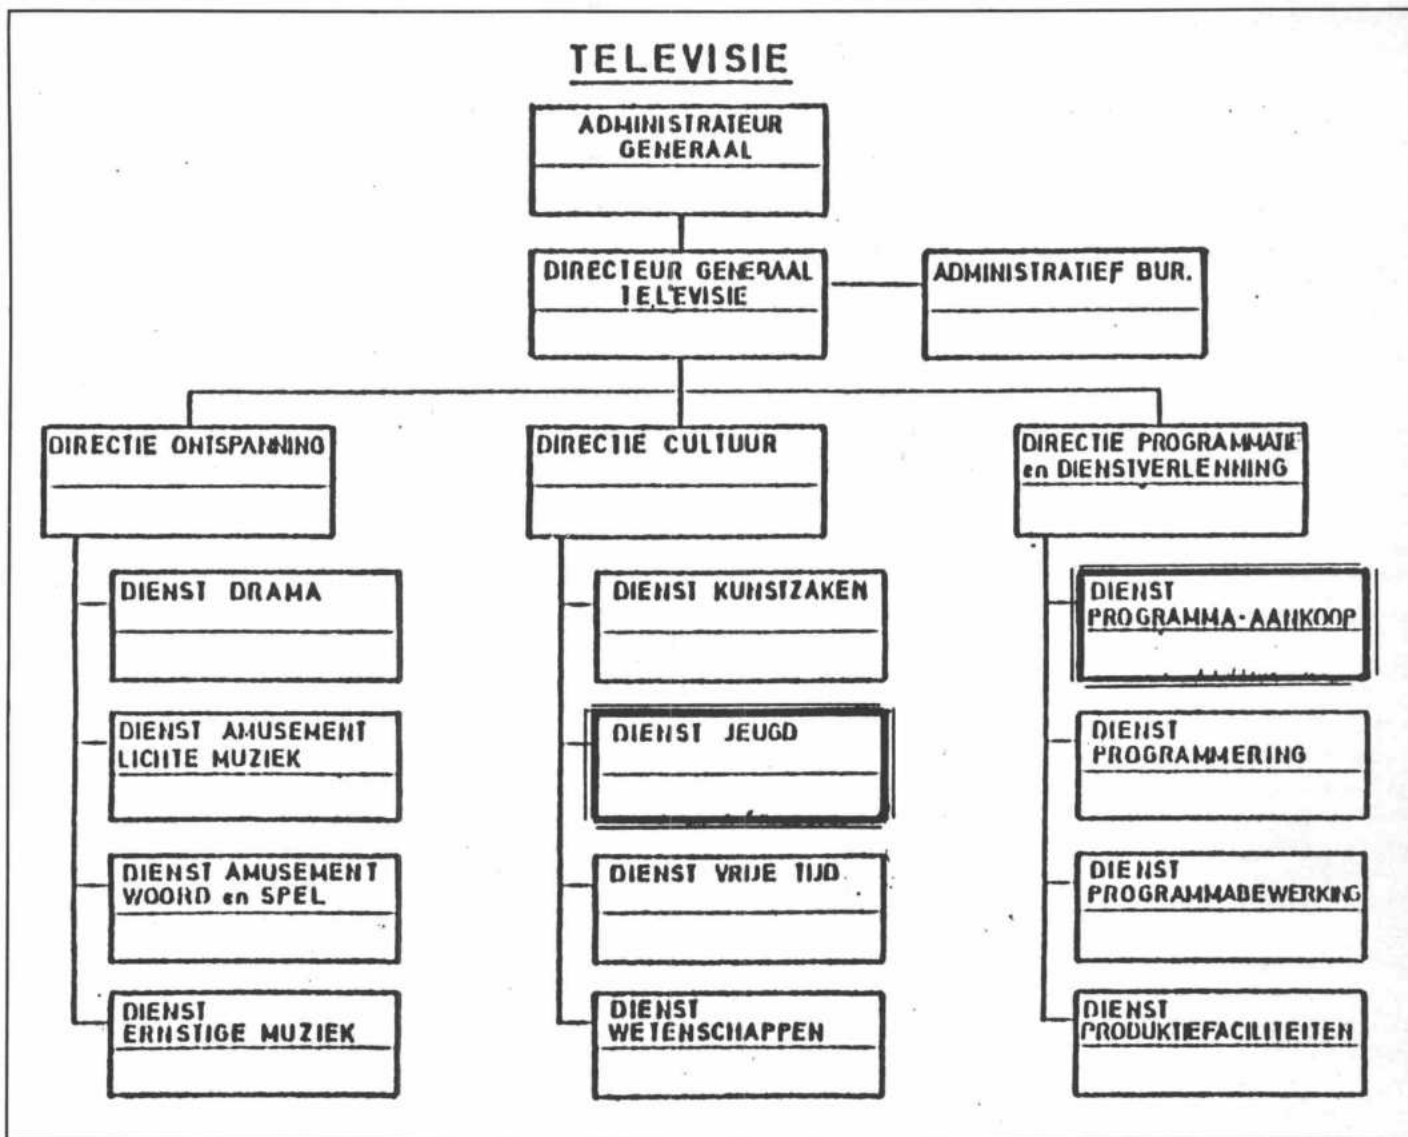 TELEVISIE
ADMINISTRATEUR
GENERAAL
DIRECTEUR GENERAAL
TELEVISIE
ADMINISTRATIEF BUR.
DIRECTIE ONTSPANNING
DIENST DRAMA
DIENST AMUSEMENT
LICHTE MUZIEK
DIENST AMUSEMENT
WOORD en SPEL
DIENST
ERNSTIGE MUZIEK
DIRECTIE CULTUUR
DIENST KUNSTZAKEN
DIENST JEUGD
DIENST VRIJE TIJD
DIENST
WETENSCHAPPEN
DIRECTIE PROGRAMMATIE
en DIENSTVERLENNING
DIENST
PROGRAMMA-AANKOOP
DIENST
PROGRAMMERING
DIENST
PROGRAMMABEWERKING
DIENST
PRODUKTIEFACILITEITEN